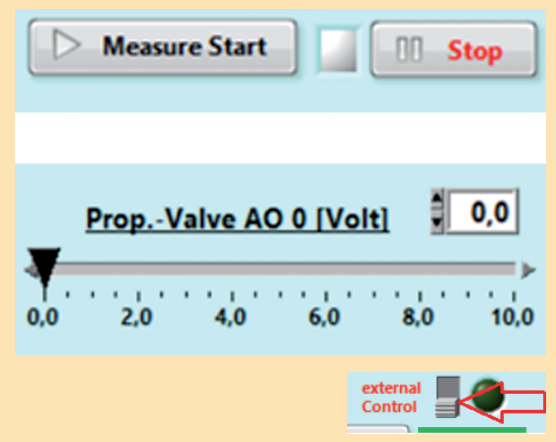 Measure Start
Stop
Prop.-Valve AO 0 [Volt]
0,0
0,0 2,0 4,0 6,0 8,0 10,0
external
Control